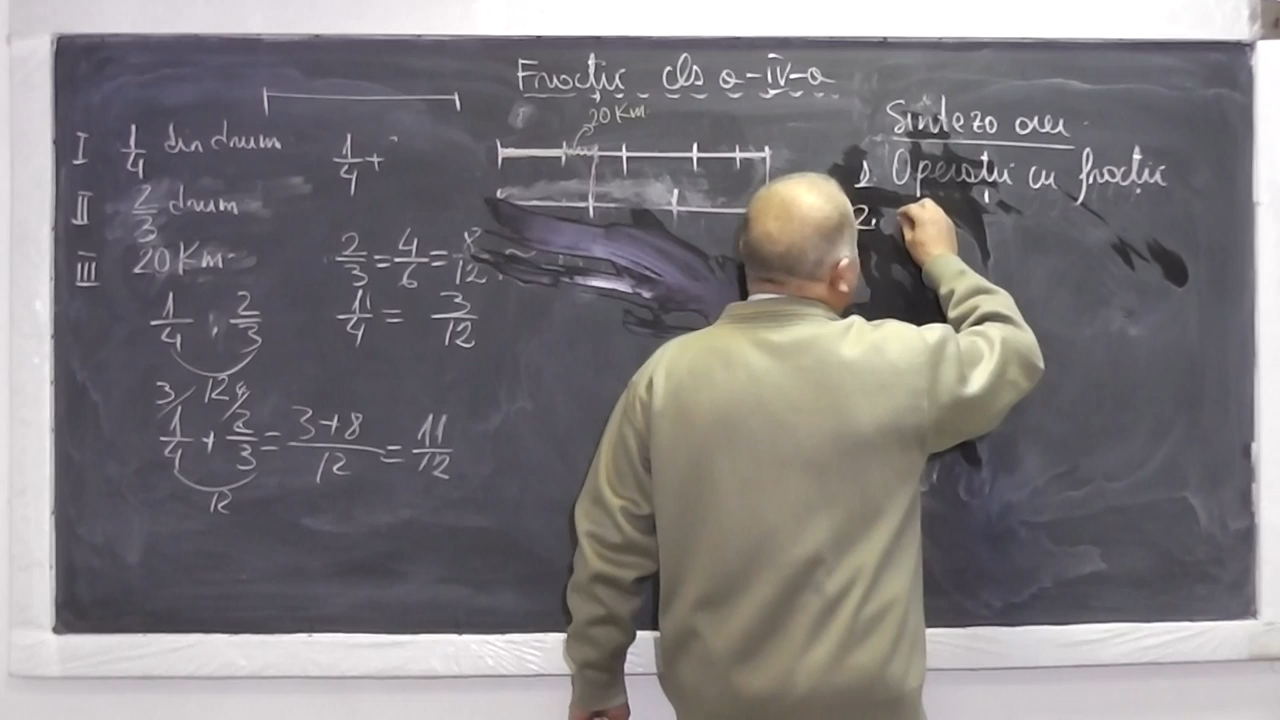 Fracții cls a-IV-a
20 Km
I 1/4 din drum
II 2/3 drum
III 20 Km
1/4 +
2/3 = 4/6 = 8/12
1/4 = 3/12
1/4 , 2/3
12
3/ 1/4 + 4/ 2/3 = 3+8/12 = 11/12
12
Sinteza orei
1. Operații cu fracții
2.